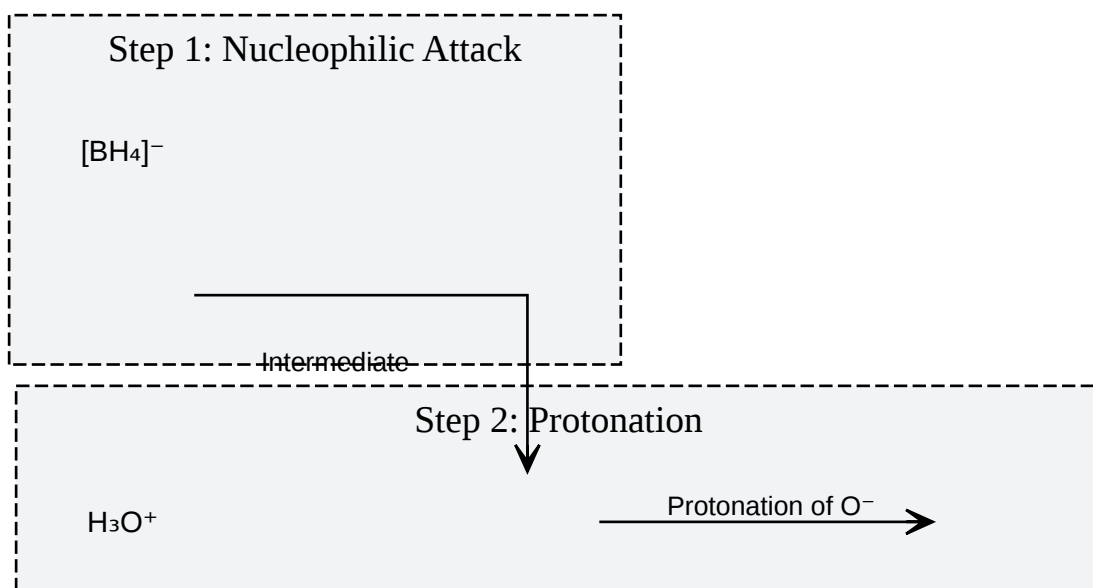 Step 1: Nucleophilic Attack
[BH₄]⁻
Intermediate
Step 2: Protonation
H₃O⁺
Protonation of O⁻